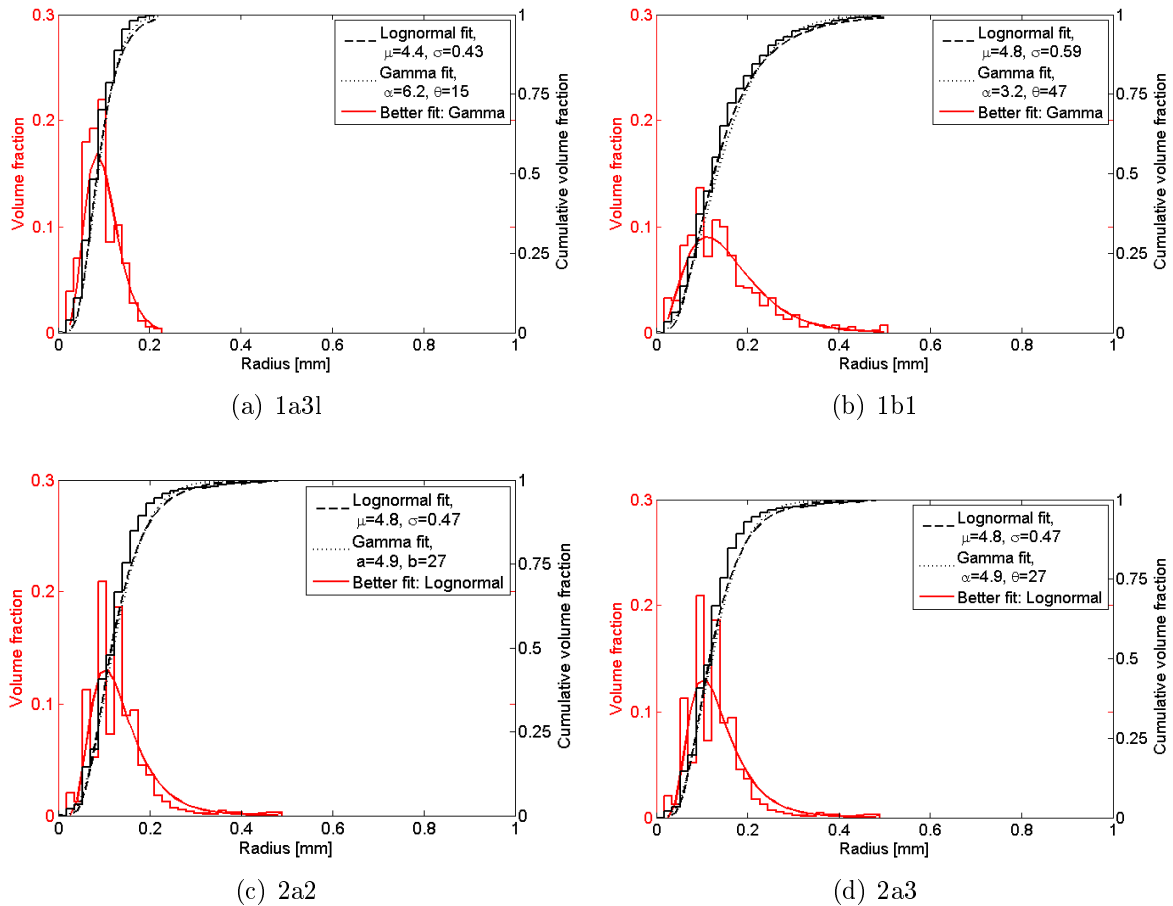 0.3
0.2
0.1
0
Volume fraction
0
0.2
0.4
0.6
0.8
1
Radius [mm]
1
0.75
0.5
0.25
0
Cumulative volume fraction
Lognormal fit,
μ=4.4, σ=0.43
Gamma fit,
α=6.2, θ=15
Better fit: Gamma
(a) 1a3l
0.3
0.2
0.1
0
Volume fraction
0
0.2
0.4
0.6
0.8
1
Radius [mm]
1
0.75
0.5
0.25
0
Cumulative volume fraction
Lognormal fit,
μ=4.8, σ=0.59
Gamma fit,
α=3.2, θ=47
Better fit: Gamma
(b) 1b1
0.3
0.2
0.1
0
Volume fraction
0
0.2
0.4
0.6
0.8
1
Radius [mm]
1
0.75
0.5
0.25
0
Cumulative volume fraction
Lognormal fit,
μ=4.8, σ=0.47
Gamma fit,
a=4.9, b=27
Better fit: Lognormal
(c) 2a2
0.3
0.2
0.1
0
Volume fraction
0
0.2
0.4
0.6
0.8
1
Radius [mm]
1
0.75
0.5
0.25
0
Cumulative volume fraction
Lognormal fit,
μ=4.8, σ=0.47
Gamma fit,
α=4.9, θ=27
Better fit: Lognormal
(d) 2a3